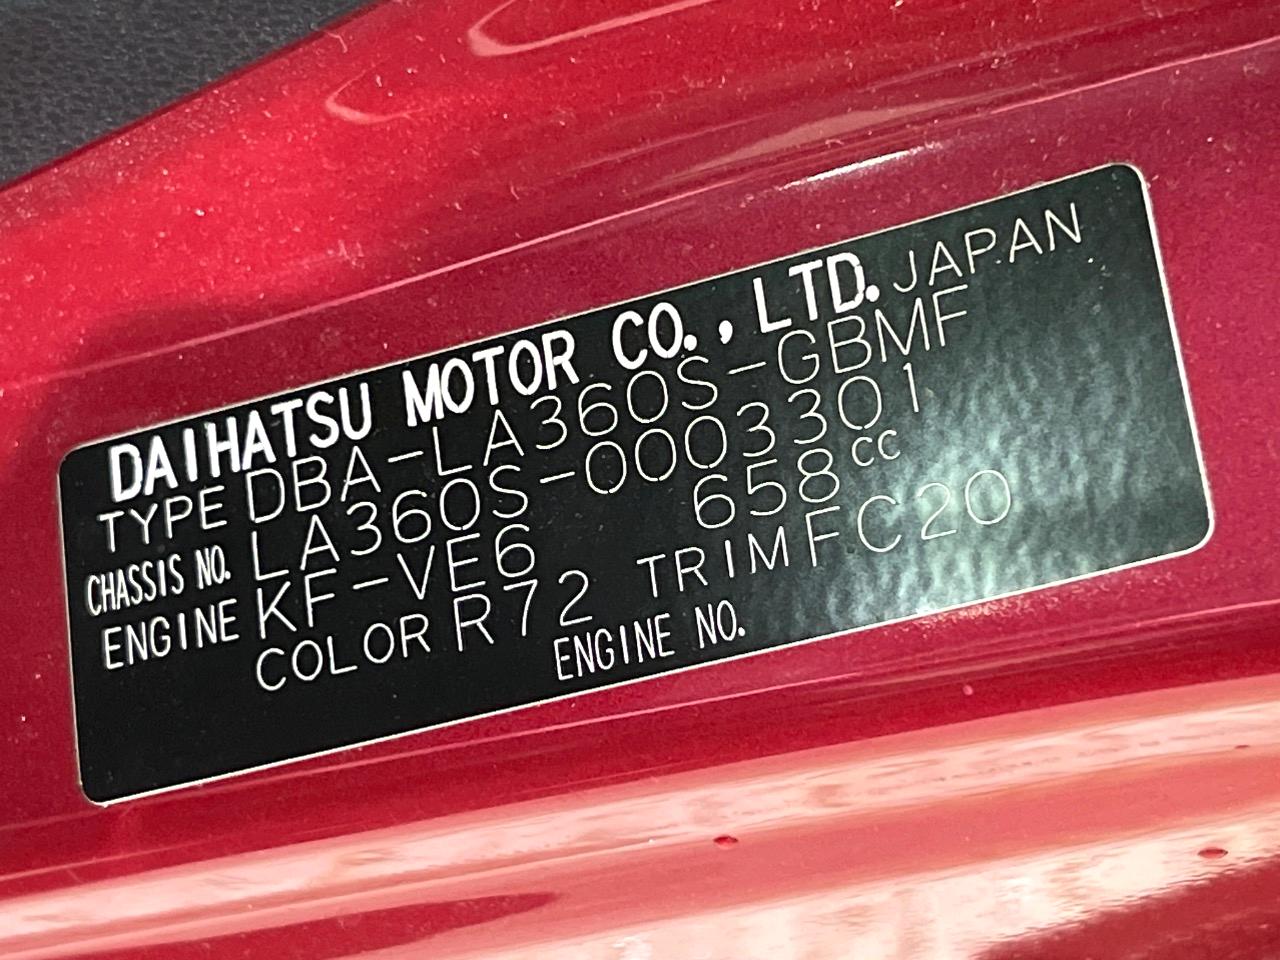 DAIHATSU MOTOR CO., LTD. JAPAN
TYPE DBA-LA360S-GBMF
CHASSIS NO. LA360S-0003301
ENGINE KF-VE6 658cc
COLOR R72 TRIM FC20
ENGINE NO.